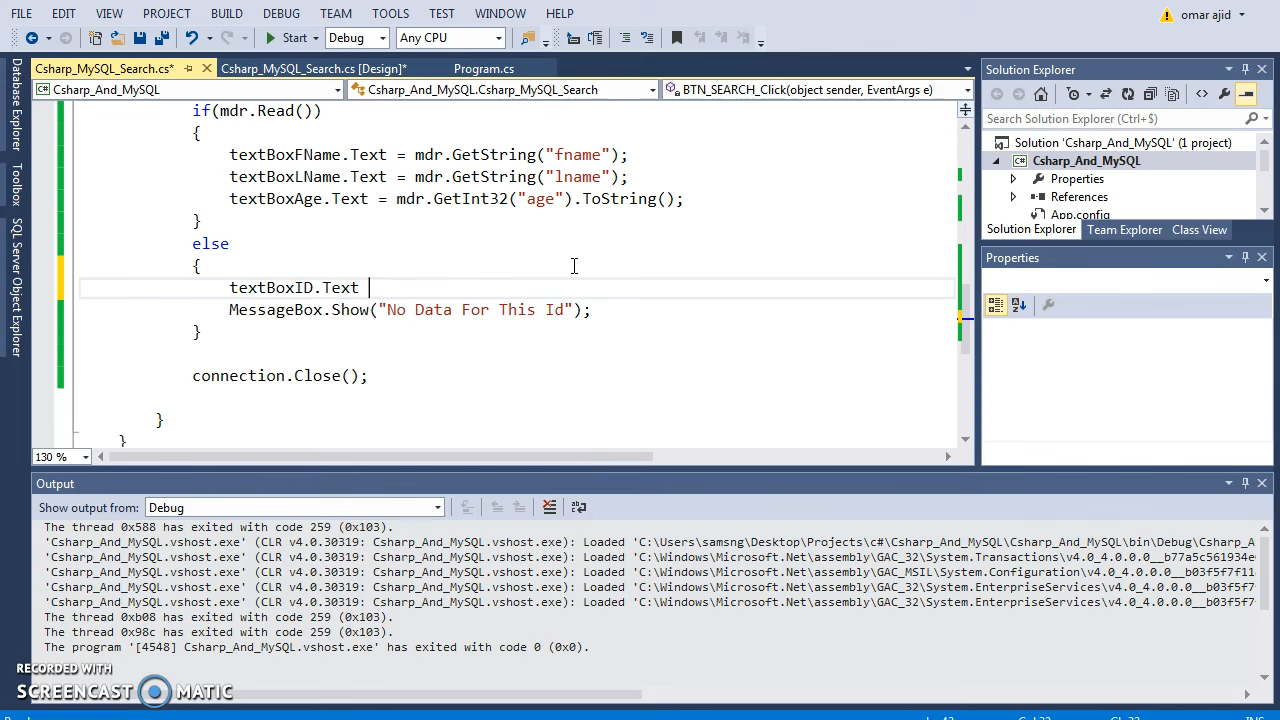 FILE EDIT VIEW PROJECT BUILD DEBUG TEAM TOOLS TEST WINDOW HELP omar ajid
Start Debug Any CPU
Database Explorer
Toolbox
SQL Server Object Explorer
Csharp_MySQL_Search.cs* Csharp_MySQL_Search.cs [Design]* Program.cs
Csharp_And_MySQL Csharp_And_MySQL.Csharp_MySQL_Search BTN_SEARCH_Click(object sender, EventArgs e)
if(mdr.Read())
{
textBoxFName.Text = mdr.GetString("fname");
textBoxLName.Text = mdr.GetString("lname");
textBoxAge.Text = mdr.GetInt32("age").ToString();
}
else
{
textBoxID.Text
MessageBox.Show("No Data For This Id");
}
connection.Close();
}
}
130 %
Solution Explorer
Search Solution Explorer (Ctrl+$)
Solution 'Csharp_And_MySQL' (1 project)
Csharp_And_MySQL
Properties
References
App.config
Solution Explorer Team Explorer Class View
Properties
Output
Show output from: Debug
The thread 0x588 has exited with code 259 (0x103).
'Csharp_And_MySQL.vshost.exe' (CLR v4.0.30319: Csharp_And_MySQL.vshost.exe): Loaded 'C:\Users\samsng\Desktop\Projects\c#\Csharp_And_MySQL\Csharp_And_MySQL\bin\Debug\Csharp_A
'Csharp_And_MySQL.vshost.exe' (CLR v4.0.30319: Csharp_And_MySQL.vshost.exe): Loaded 'C:\Windows\Microsoft.Net\assembly\GAC_32\System.Transactions\v4.0_4.0.0.0__b77a5c561934e
'Csharp_And_MySQL.vshost.exe' (CLR v4.0.30319: Csharp_And_MySQL.vshost.exe): Loaded 'C:\Windows\Microsoft.Net\assembly\GAC_MSIL\System.Configuration\v4.0_4.0.0.0__b03f5f7f11
'Csharp_And_MySQL.vshost.exe' (CLR v4.0.30319: Csharp_And_MySQL.vshost.exe): Loaded 'C:\Windows\Microsoft.Net\assembly\GAC_32\System.EnterpriseServices\v4.0_4.0.0.0__b03f5f7
'Csharp_And_MySQL.vshost.exe' (CLR v4.0.30319: Csharp_And_MySQL.vshost.exe): Loaded 'C:\Windows\Microsoft.Net\assembly\GAC_32\System.EnterpriseServices\v4.0_4.0.0.0__b03f5f7
The thread 0xb08 has exited with code 259 (0x103).
The thread 0x98c has exited with code 259 (0x103).
The program '[4548] Csharp_And_MySQL.vshost.exe' has exited with code 0 (0x0).
RECORDED WITH
SCREENCAST MATIC